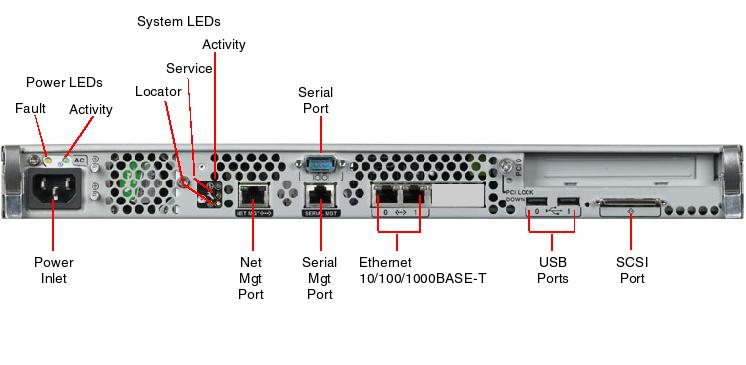 System LEDs
Activity
Service
Locator
Power LEDs
Fault
Activity
Serial
Port
AC
PCI 0
PCI LOCK
DOWN
NET MGT
SERIAL MGT
0
1
0
1
Power
Inlet
Net
Mgt
Port
Serial
Mgt
Port
Ethernet
10/100/1000BASE-T
USB
Ports
SCSI
Port